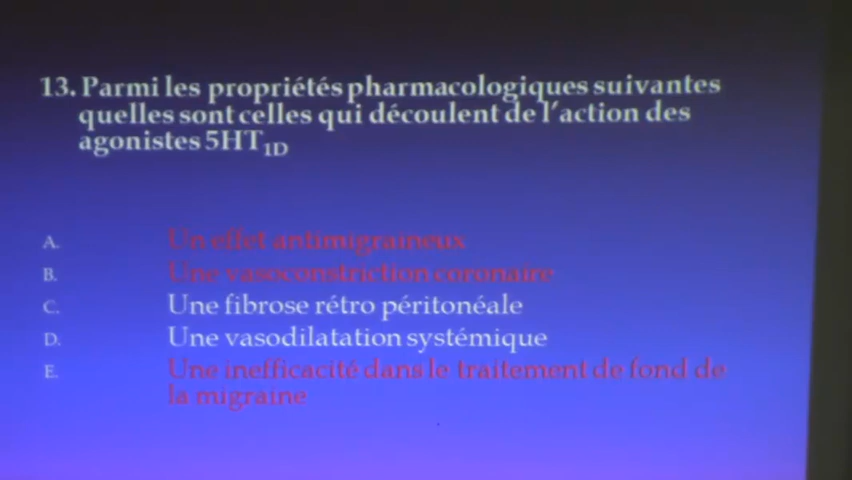 13. Parmi les propriétés pharmacologiques suivantes
quelles sont celles qui découlent de l'action des
agonistes 5HT1D
A. Un effet antimigraineux
B. Une vasoconstriction coronaire
C. Une fibrose rétro péritonéale
D. Une vasodilatation systémique
E. Une inefficacité dans le traitement de fond de
la migraine